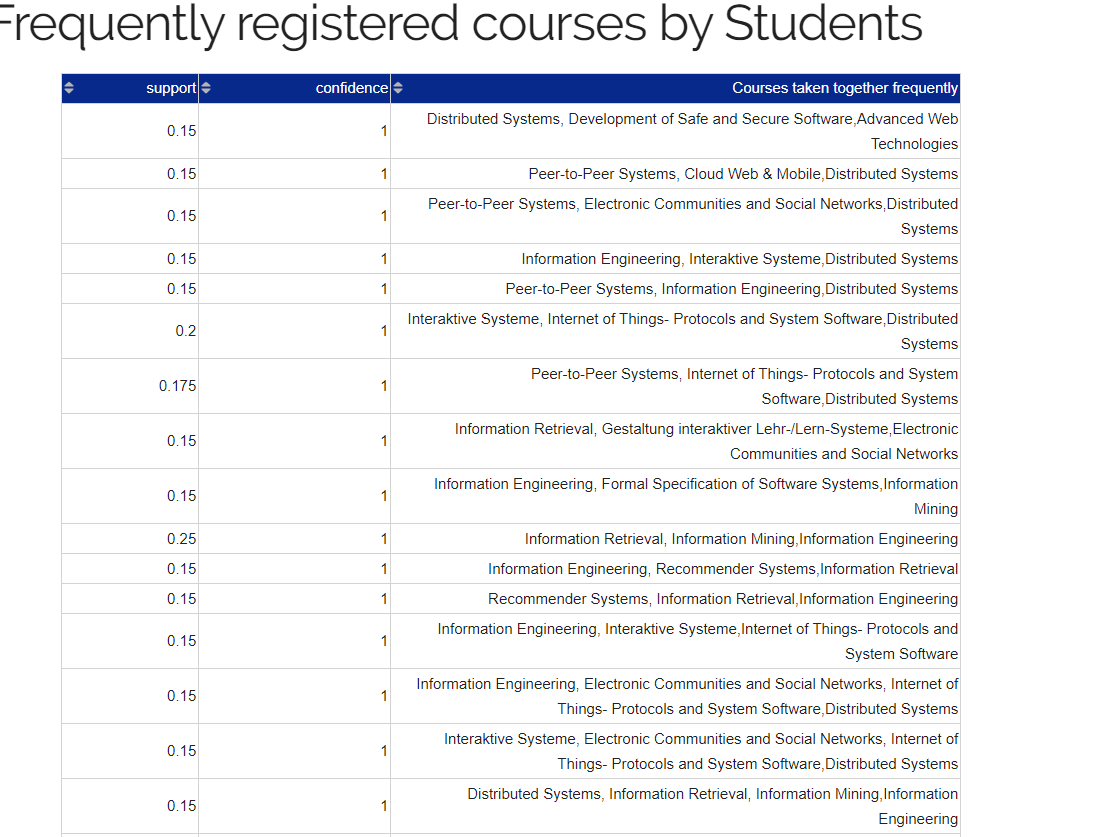 Frequently registered courses by Students
support confidence Courses taken together frequently
0.15 1 Distributed Systems, Development of Safe and Secure Software,Advanced Web
Technologies
0.15 1 Peer-to-Peer Systems, Cloud Web & Mobile,Distributed Systems
0.15 1 Peer-to-Peer Systems, Electronic Communities and Social Networks,Distributed
Systems
0.15 1 Information Engineering, Interaktive Systeme,Distributed Systems
0.15 1 Peer-to-Peer Systems, Information Engineering,Distributed Systems
0.2 1 Interaktive Systeme, Internet of Things- Protocols and System Software,Distributed
Systems
0.175 1 Peer-to-Peer Systems, Internet of Things- Protocols and System
Software,Distributed Systems
0.15 1 Information Retrieval, Gestaltung interaktiver Lehr-/Lern-Systeme,Electronic
Communities and Social Networks
0.15 1 Information Engineering, Formal Specification of Software Systems,Information
Mining
0.25 1 Information Retrieval, Information Mining,Information Engineering
0.15 1 Information Engineering, Recommender Systems,Information Retrieval
0.15 1 Recommender Systems, Information Retrieval,Information Engineering
0.15 1 Information Engineering, Interaktive Systeme,Internet of Things- Protocols and
System Software
0.15 1 Information Engineering, Electronic Communities and Social Networks, Internet of
Things- Protocols and System Software,Distributed Systems
0.15 1 Interaktive Systeme, Electronic Communities and Social Networks, Internet of
Things- Protocols and System Software,Distributed Systems
0.15 1 Distributed Systems, Information Retrieval, Information Mining,Information
Engineering